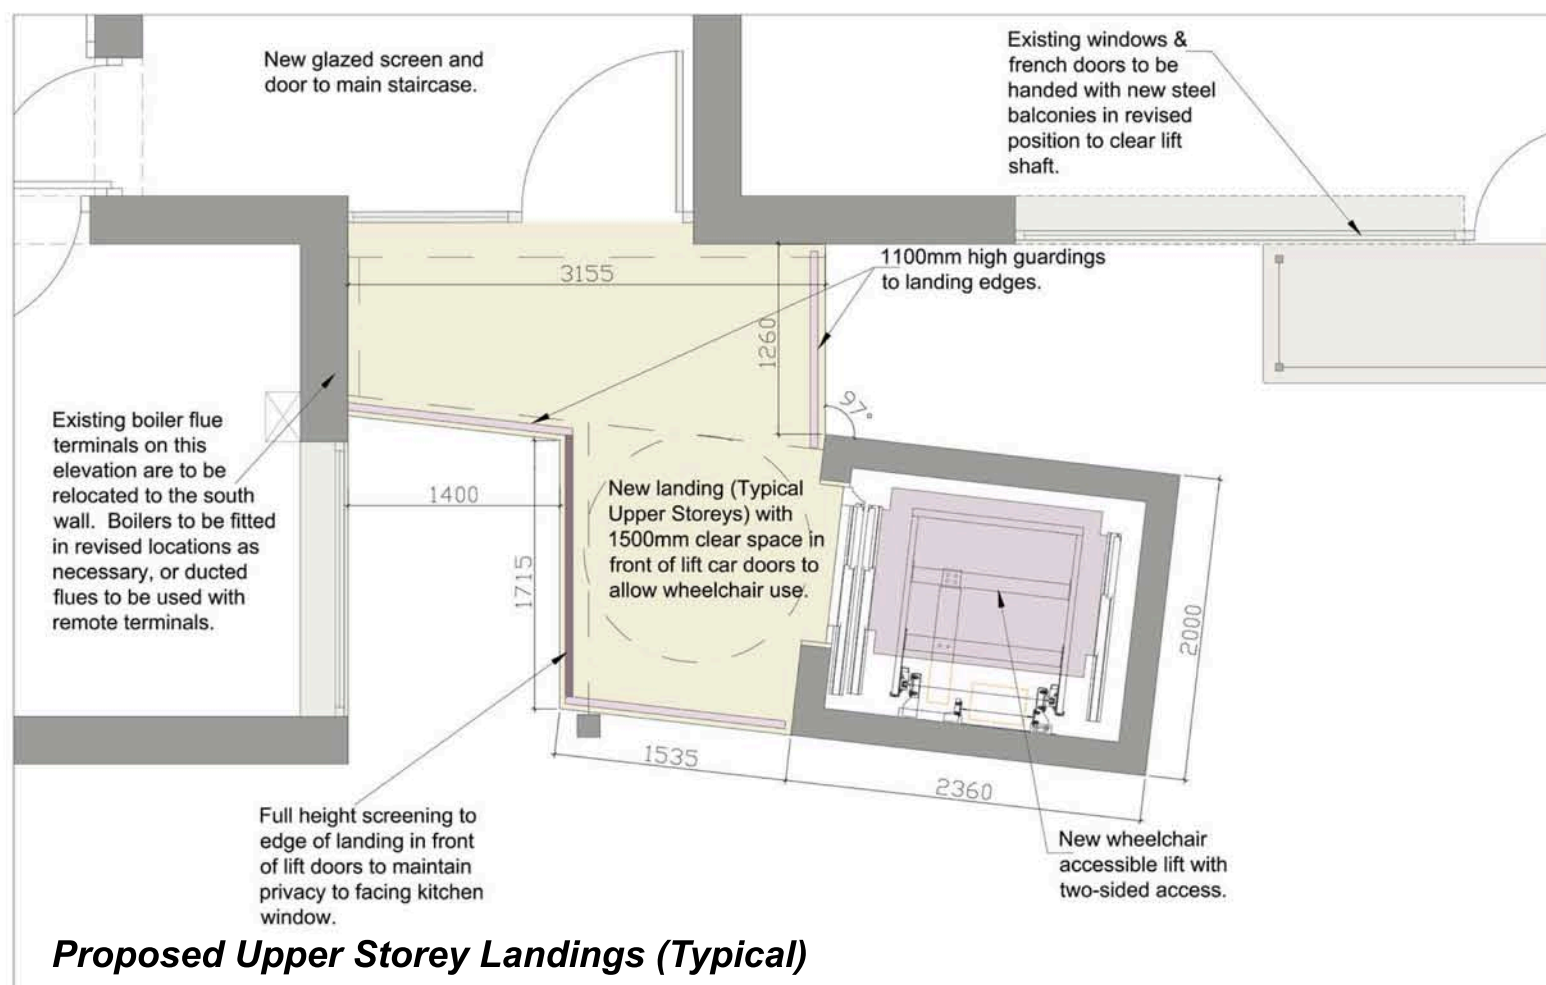 New glazed screen and
door to main staircase.
Existing windows &
french doors to be
handed with new steel
balconies in revised
position to clear lift
shaft.
1100mm high guardings
to landing edges.
3155
1260
97°
Existing boiler flue
terminals on this
elevation are to be
relocated to the south
wall.  Boilers to be fitted
in revised locations as
necessary, or ducted
flues to be used with
remote terminals.
1400
1715
New landing (Typical
Upper Storeys) with
1500mm clear space in
front of lift car doors to
allow wheelchair use.
2000
1535
2360
Full height screening to
edge of landing in front
of lift doors to maintain
privacy to facing kitchen
window.
New wheelchair
accessible lift with
two-sided access.
Proposed Upper Storey Landings (Typical)